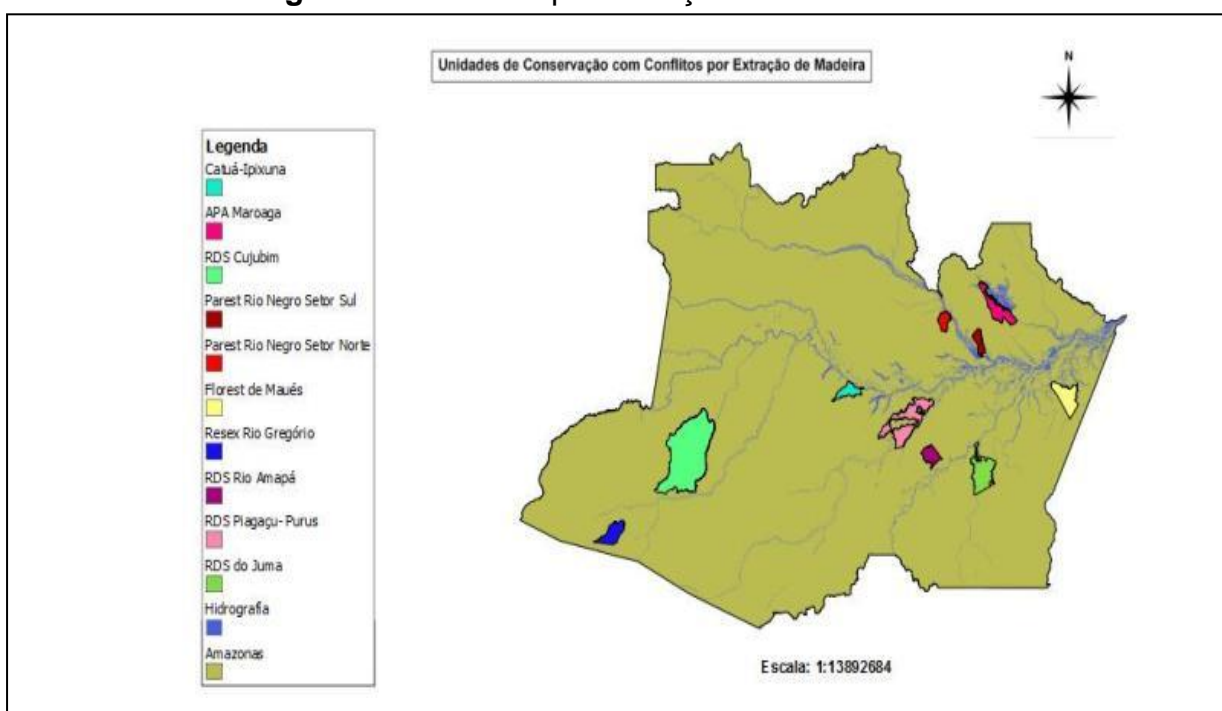 Unidades de Conservação com Conflitos por Extração de Madeira
N
Legenda
Catuá-Ipixuna
APA Maroaga
RDS Cujubim
Parest Rio Negro Setor Sul
Parest Rio Negro Setor Norte
Florest de Maués
Resex Rio Gregório
RDS Rio Amapá
RDS Piagaçu- Purus
RDS do Juma
Hidrografia
Amazonas
Escala: 1:13892684